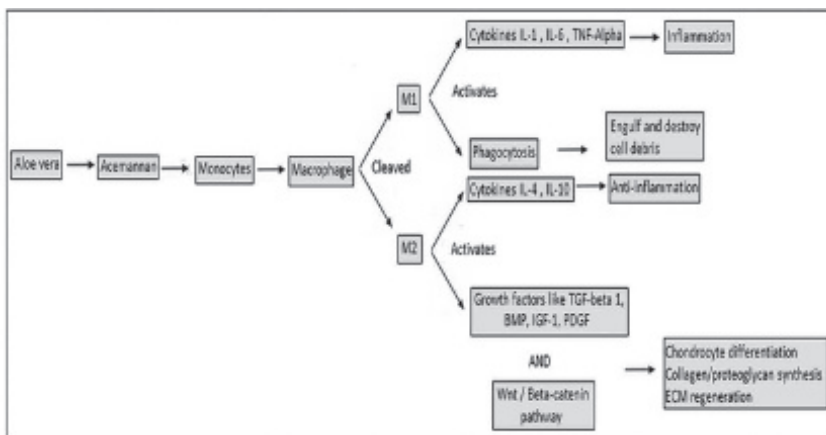 Aloe vera
Acemannan
Monocytes
Macrophage
Cleaved
M1
Activates
Cytokines IL-1 , IL-6 , TNF-Alpha
Inflammation
Phagocytosis
Engulf and destroy
cell debris
M2
Activates
Cytokines IL-4 , IL-10
Anti-inflammation
Growth factors like TGF-beta 1,
BMP, IGF-1, PDGF
AND
Wnt / Beta-catenin
pathway
Chondrocyte differentiation
Collagen/proteoglycan synthesis
ECM regeneration